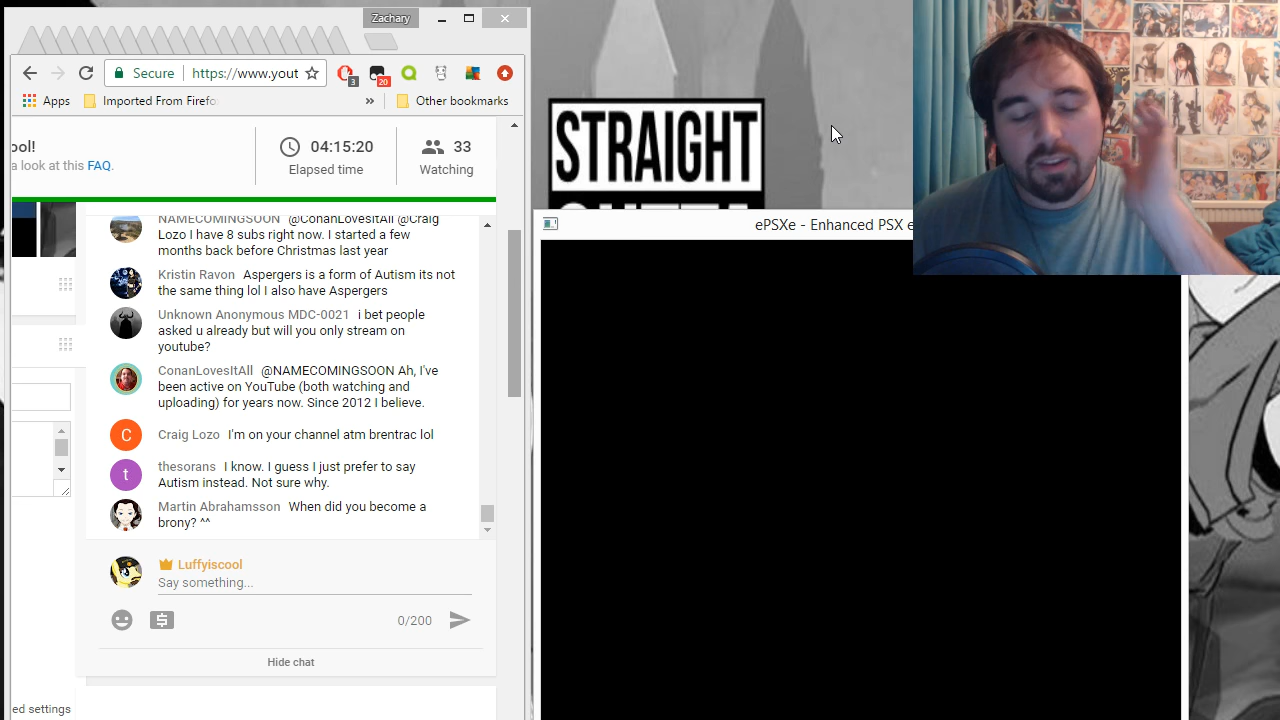 Zachary
Secure
https://www.yout
3
20
Apps
Imported From Firefo
»
Other bookmarks
ool!
a look at this FAQ.
04:15:20
Elapsed time
33
Watching
NAMECOMINGSOON @ConanLovesItAll @Craig
Lozo I have 8 subs right now. I started a few
months back before Christmas last year
Kristin Ravon Aspergers is a form of Autism its not
the same thing lol I also have Aspergers
Unknown Anonymous MDC-0021 i bet people
asked u already but will you only stream on
youtube?
ConanLovesItAll @NAMECOMINGSOON Ah, I've
been active on YouTube (both watching and
uploading) for years now. Since 2012 I believe.
C
Craig Lozo I'm on your channel atm brentrac lol
t
thesorans I know. I guess I just prefer to say
Autism instead. Not sure why.
Martin Abrahamsson When did you become a
brony? ^^
Luffyiscool
Say something...
0/200
Hide chat
ed settings
STRAIGHT
ePSXe - Enhanced PSX e